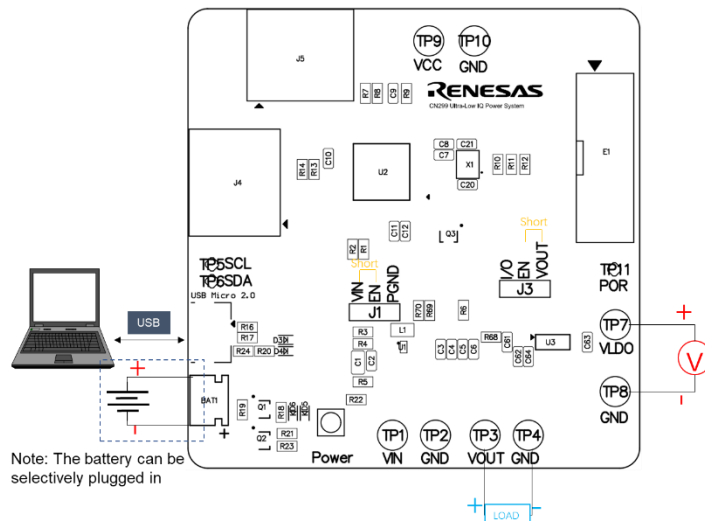 J5
TP9
TP10
VCC
GND
RENESAS
CN299 Ultra-Low IQ Power System
R7
R8
C9
R9
E1
J4
R14
R13
C10
U2
C8
C21
C7
X1
C20
R10
R11
R12
C11
C12
Q3
Short
R2
R1
Short
TP5SCL
TP6SDA
USB Micro 2.0
VIN
EN
PGND
J1
I/O
EN
VOUT
J3
TP11
POR
USB
R16
R17
R24
R20
D3
D4
R3
R4
L1
U1
R70
R69
R6
C1
C2
R5
C3
C4
C5
C6
R68
C61
C62
C64
U3
C63
TP7
VLDO
+
V
-
TP8
GND
+
-
BAT1
+
R19
Q1
Q2
R18
D6
D5
R21
R23
R22
Power
TP1
VIN
TP2
GND
TP3
VOUT
TP4
GND
Note: The battery can be
selectively plugged in
+
LOAD
-